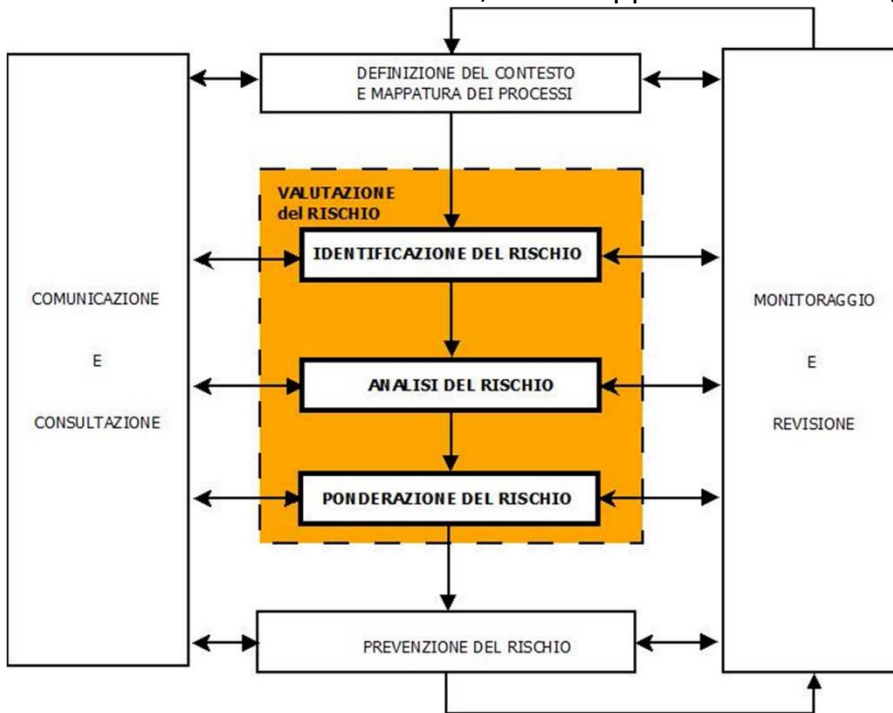 DEFINIZIONE DEL CONTESTO
E MAPPATURA DEI PROCESSI
VALUTAZIONE
del RISCHIO
IDENTIFICAZIONE DEL RISCHIO
COMUNICAZIONE
E
CONSULTAZIONE
MONITORAGGIO
E
REVISIONE
ANALISI DEL RISCHIO
PONDERAZIONE DEL RISCHIO
PREVENZIONE DEL RISCHIO